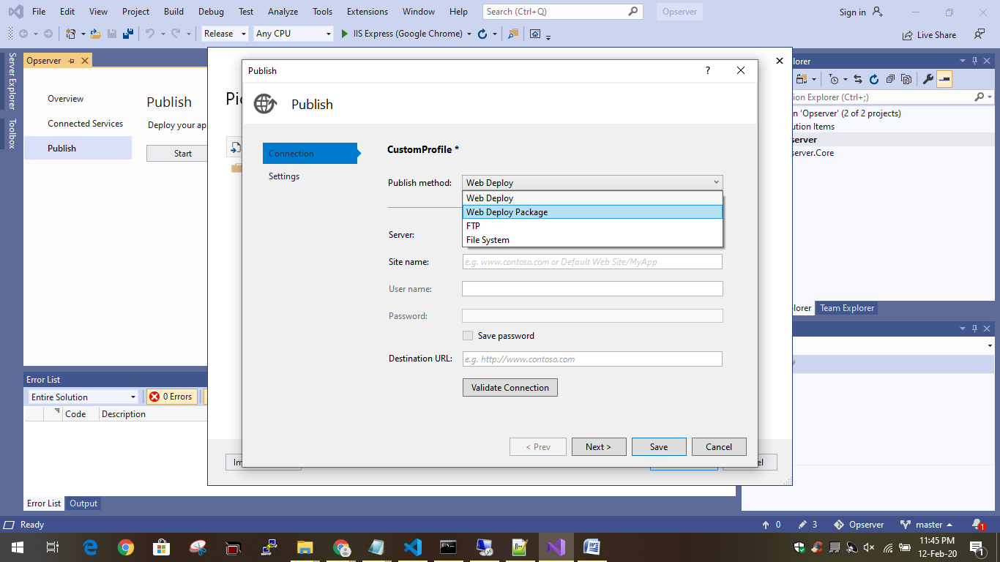 File Edit View Project Build Debug Test Analyze Tools Extensions Window Help Search (Ctrl+Q) Opserver Sign in
Release Any CPU IIS Express (Google Chrome) Live Share
Server Explorer
Toolbox
Opserver
Overview
Connected Services
Publish
Publish
Deploy your ap
Start
Pic
Publish
?
Publish
Connection
Settings
CustomProfile *
Publish method: Web Deploy
Web Deploy
Web Deploy Package
FTP
File System
Server:
Site name: e.g. www.contoso.com or Default Web Site/MyApp
User name:
Password:
Save password
Destination URL: e.g. http://www.contoso.com
Validate Connection
< Prev Next > Save Cancel
Im
el
lorer
ion Explorer (Ctrl+;)
n 'Opserver' (2 of 2 projects)
ution Items
server
server.Core
lorer Team Explorer
Error List
Entire Solution 0 Errors
Code Description
Error List Output
Ready 0 3 Opserver master 1
11:45 PM
12-Feb-20
1